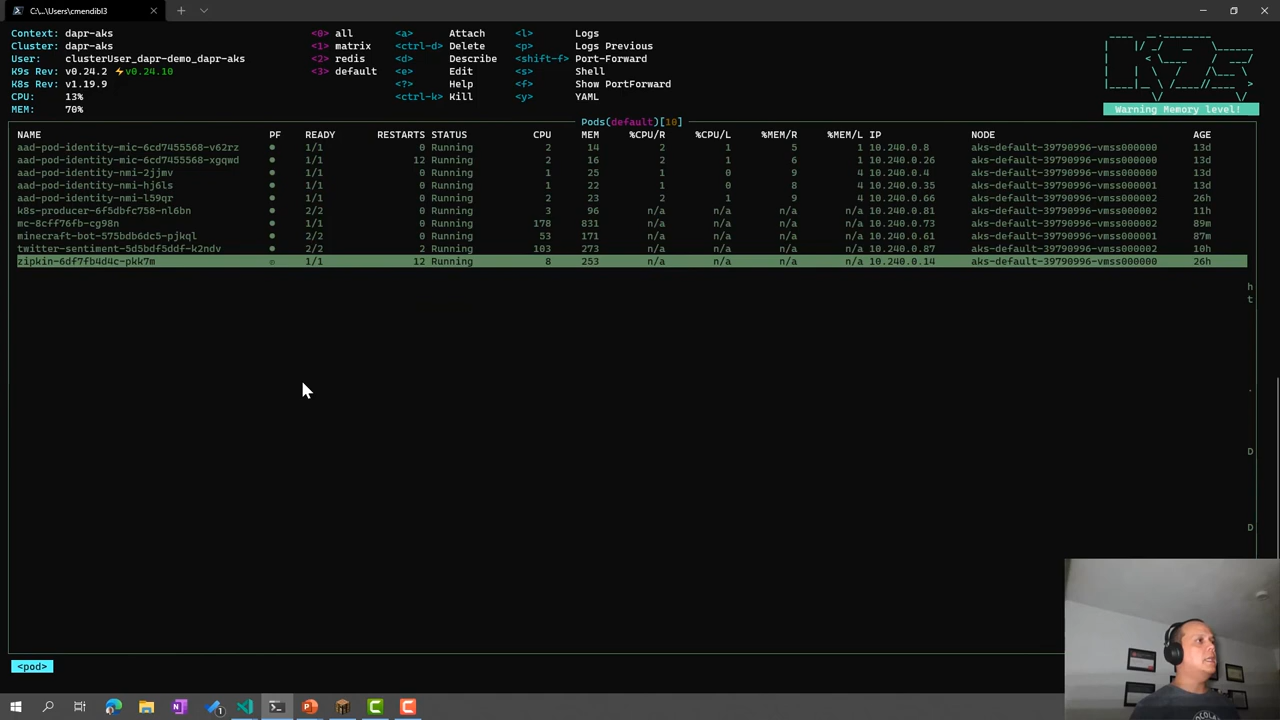 C:\..\Users\cmendibl3
Context: dapr-aks <0> all <a> Attach <l> Logs
Cluster: dapr-aks <1> matrix <ctrl-d> Delete <p> Logs Previous
User: clusterUser_dapr-demo_dapr-aks <2> redis <d> Describe <shift-f> Port-Forward
K9s Rev: v0.24.2 ⚡v0.24.10 <3> default <e> Edit <s> Shell
K8s Rev: v1.19.9 <?> Help <f> Show PortForward
CPU: 13% <ctrl-k> Kill <y> YAML
MEM: 70%
Warning Memory level!
Pods(default)[10]
NAME PF READY RESTARTS STATUS CPU MEM %CPU/R %CPU/L %MEM/R %MEM/L IP NODE AGE
aad-pod-identity-mic-6cd7455568-v62rz ● 1/1 0 Running 2 14 2 1 5 1 10.240.0.8 aks-default-39790996-vmss000000 13d
aad-pod-identity-mic-6cd7455568-xgqwd ● 1/1 12 Running 2 16 2 1 6 1 10.240.0.26 aks-default-39790996-vmss000000 13d
aad-pod-identity-nmi-2jjmv ● 1/1 0 Running 1 25 1 0 9 4 10.240.0.4 aks-default-39790996-vmss000000 13d
aad-pod-identity-nmi-hj6ls ● 1/1 0 Running 1 22 1 0 8 4 10.240.0.35 aks-default-39790996-vmss000001 13d
aad-pod-identity-nmi-l59qr ● 1/1 0 Running 2 23 2 1 9 4 10.240.0.66 aks-default-39790996-vmss000002 26h
k8s-producer-6f5dbfc758-nl6bn ● 2/2 0 Running 3 96 n/a n/a n/a n/a 10.240.0.81 aks-default-39790996-vmss000002 11h
mc-8cff76fb-cg98n ● 1/1 0 Running 178 831 n/a n/a n/a n/a 10.240.0.73 aks-default-39790996-vmss000002 89m
minecraft-bot-575bdb6dc5-pjkql ● 2/2 0 Running 53 171 n/a n/a n/a n/a 10.240.0.61 aks-default-39790996-vmss000001 87m
twitter-sentiment-5d5bdf5ddf-k2ndv ● 2/2 2 Running 103 273 n/a n/a n/a n/a 10.240.0.87 aks-default-39790996-vmss000002 10h
zipkin-6df7fb4d4c-pkk7m 1/1 12 Running 8 253 n/a n/a n/a n/a 10.240.0.14 aks-default-39790996-vmss000000 26h
h
t
.
D
D
<pod>